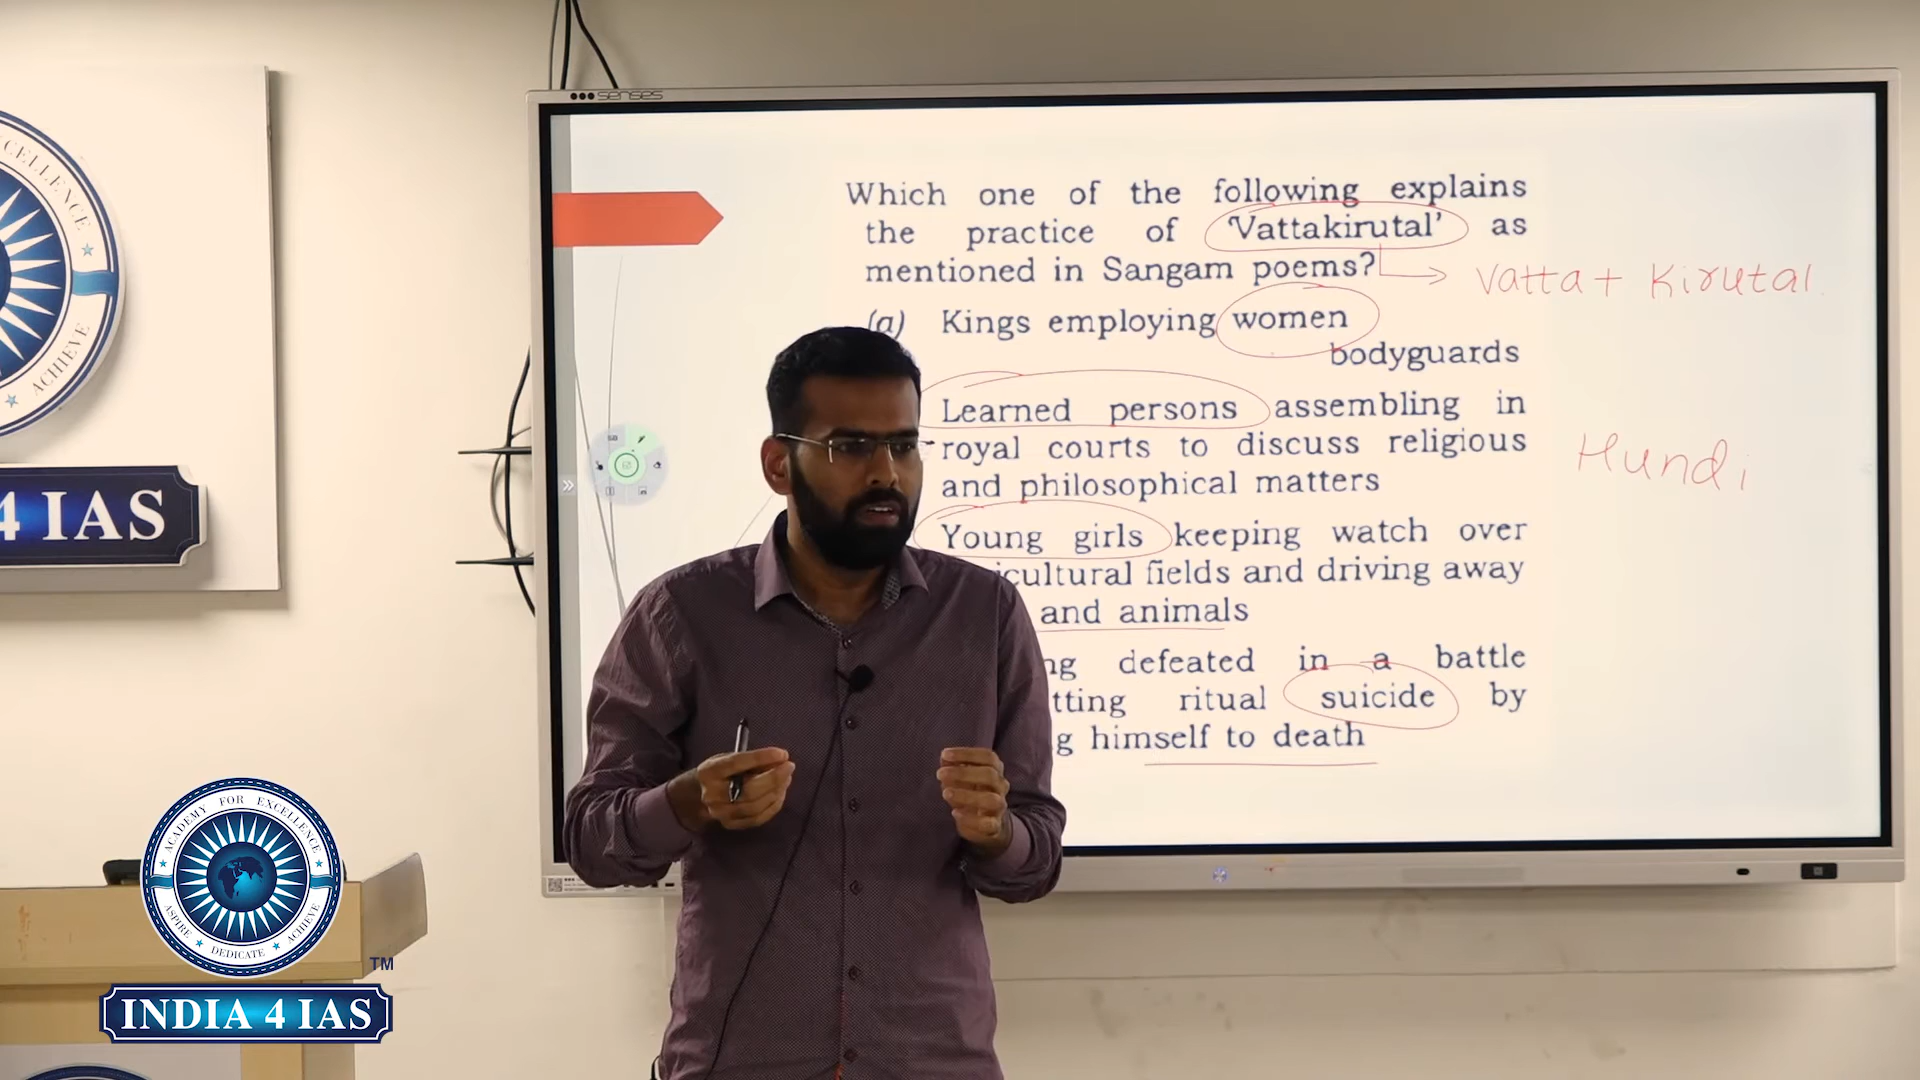 senses
Which one of the following explains
the practice of 'Vattakirutal' as
mentioned in Sangam poems?
Vatta + Kirutal
(a) Kings employing women
bodyguards
Learned persons assembling in
royal courts to discuss religious
and philosophical matters
Hundi
Young girls keeping watch over
icultural fields and driving away
and animals
ng defeated in a battle
tting ritual suicide by
g himself to death
EXCELLENCE
ACHIEVE
4 IAS
ACADEMY FOR EXCELLENCE
ASPIRE DEDICATE ACHIEVE
TM
INDIA 4 IAS